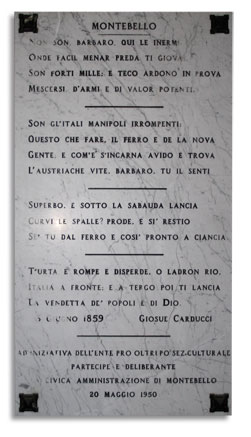 MONTEBELLO
NON SON, BARBARO, QUI LE INERMI
ONDE FACIL MENAR PREDA TI GIOVA:
SON FORTI MILLE; E TECO ARDONO IN PROVA
MESCERSI, D'ARMI E DI VALOR POTENTI.
SON GL'ITALI MANIPOLI IRROMPENTI:
QUESTO CHE FARE, IL FERRO E DE LA NOVA
GENTE, E COM'È S'INCARNA AVIDO E TROVA
L'AUSTRIACHE VITE, BARBARO, TU IL SENTI
SUPERBO, E SOTTO LA SABAUDA LANCIA
CURVI LE SPALLE? PRODE, E SI' RESTIO
SE' TU DAL FERRO E COSI' PRONTO A CIANCIA
T'URTA E ROMPE E DISPERDE, O LADRON RIO,
ITALIA A FRONTE; E A TERGO POI TI LANCIA
LA VENDETTA DE' POPOLI E DI DIO.
GIUGNO 1859 GIOSUE CARDUCCI
AD INIZIATIVA DELL'ENTE PRO OLTREPO SEZ. CULTURALE
PARTECIPE E DELIBERANTE
CIVICA AMMINISTRAZIONE DI MONTEBELLO
20 MAGGIO 1950